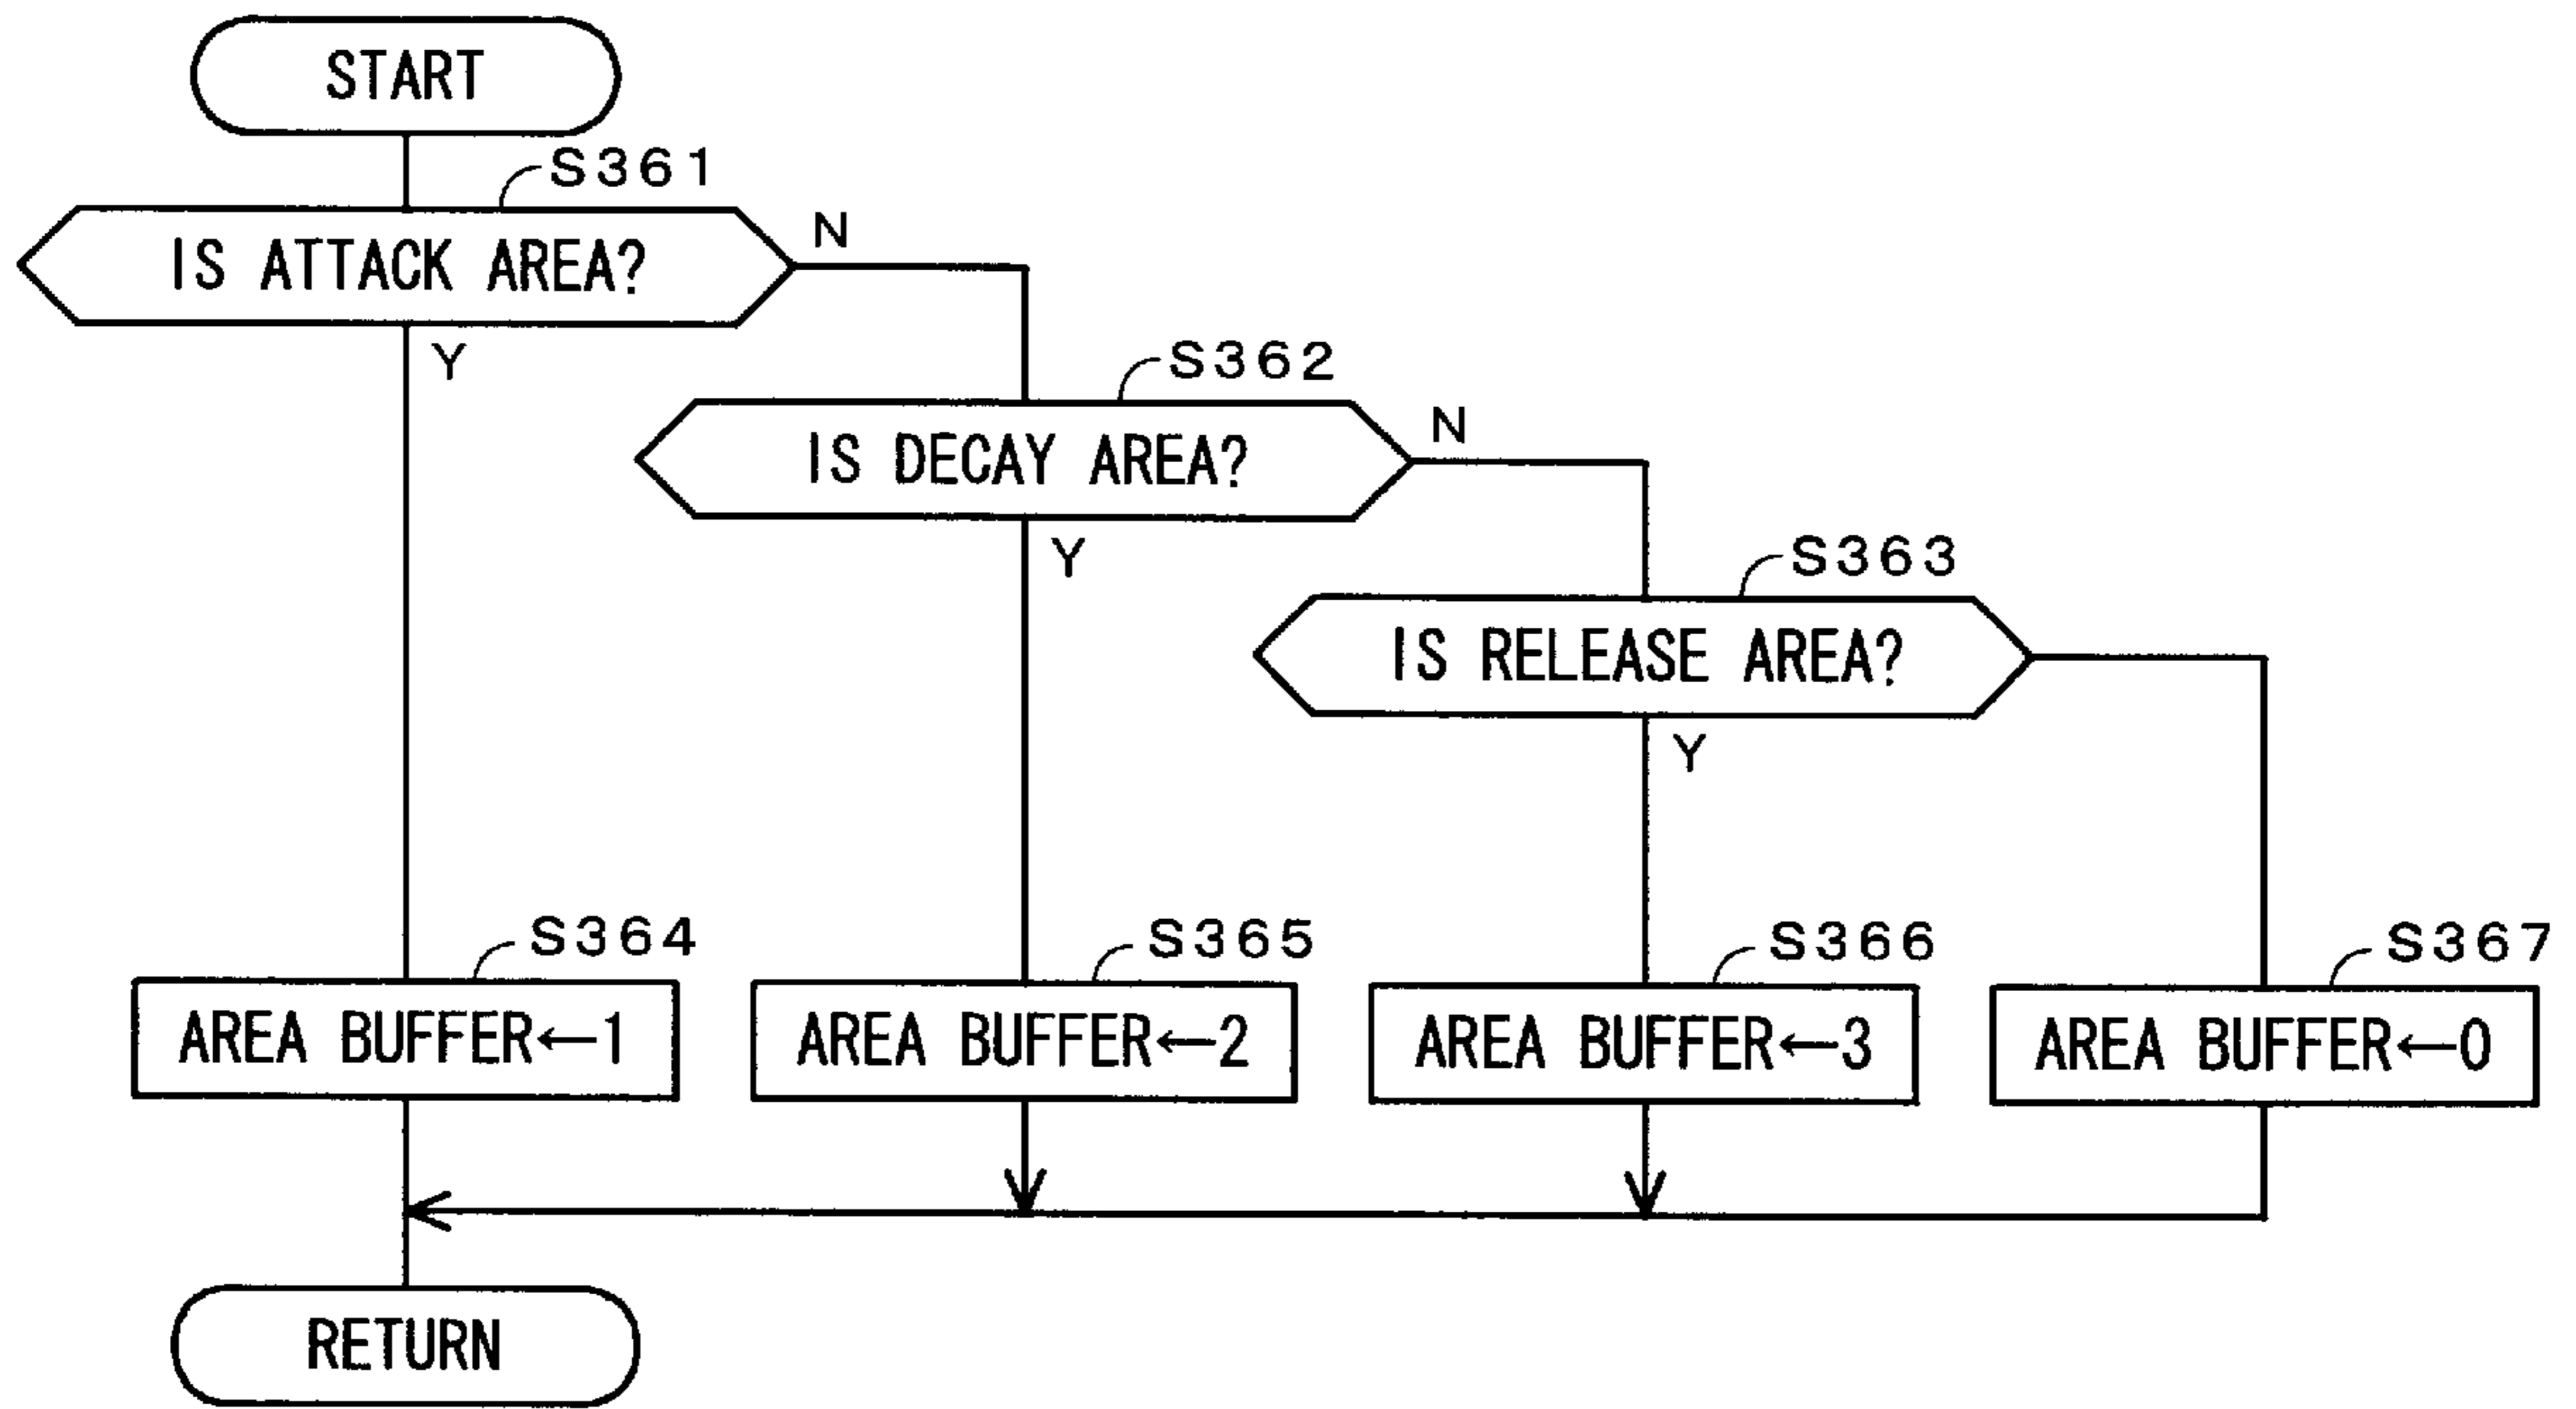 START
S361
IS ATTACK AREA?
N
Y
S362
IS DECAY AREA?
N
Y
S363
IS RELEASE AREA?
Y
S364
AREA BUFFER←1
S365
AREA BUFFER←2
S366
AREA BUFFER←3
S367
AREA BUFFER←0
RETURN